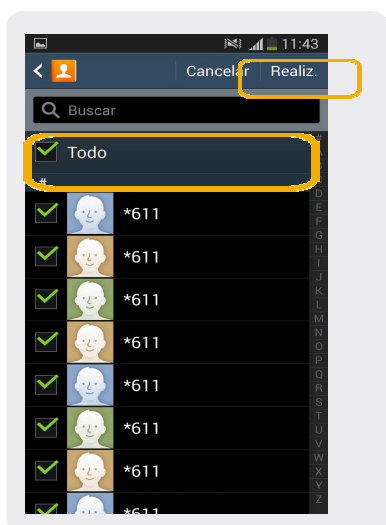 11:43
Cancelar Realiz.
Buscar
Todo
#
*611
*611
*611
*611
*611
*611
*611
*611
#
D
E
F
G
H
I
J
K
L
M
N
O
P
Q
R
S
T
U
V
W
X
Y
Z